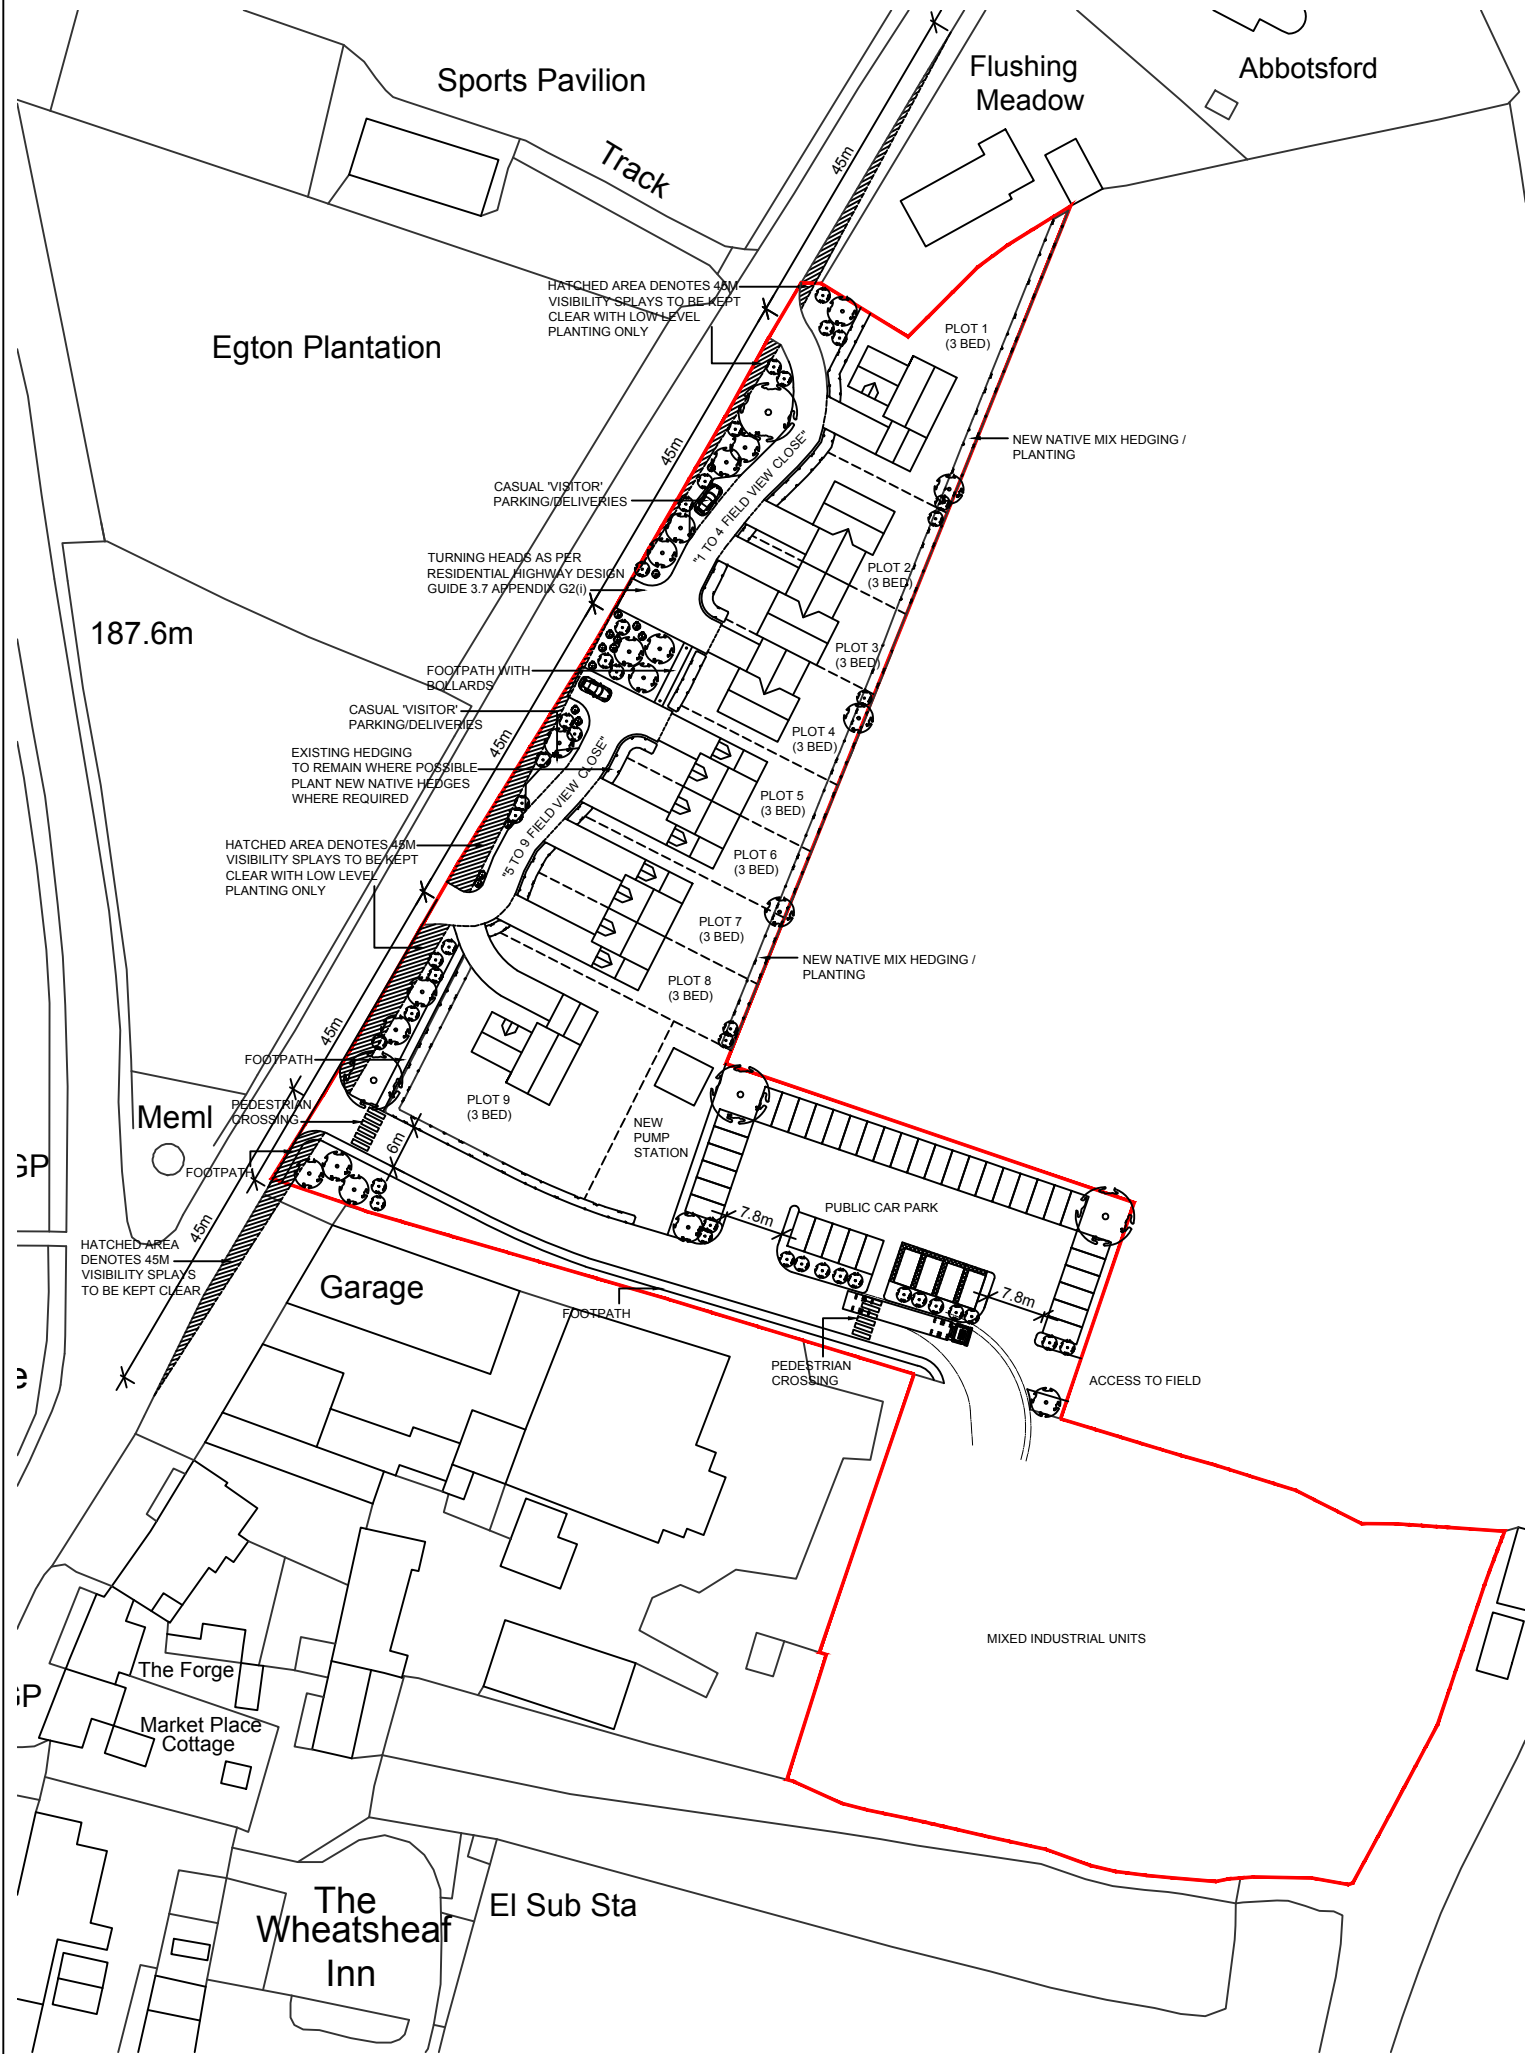 Sports Pavilion
Flushing
Meadow
Abbotsford
Track
45m
HATCHED AREA DENOTES 45M
VISIBILITY SPLAYS TO BE KEPT
CLEAR WITH LOW LEVEL
PLANTING ONLY
Egton Plantation
PLOT 1
(3 BED)
45m
NEW NATIVE MIX HEDGING /
PLANTING
CASUAL 'VISITOR'
PARKING/DELIVERIES
"1 TO 4 FIELD VIEW CLOSE"
TURNING HEADS AS PER
RESIDENTIAL HIGHWAY DESIGN
GUIDE 3.7 APPENDIX G2(i)
PLOT 2
(3 BED)
187.6m
PLOT 3
(3 BED)
FOOTPATH WITH
BOLLARDS
CASUAL 'VISITOR'
PARKING/DELIVERIES
PLOT 4
(3 BED)
45m
EXISTING HEDGING
TO REMAIN WHERE POSSIBLE
PLANT NEW NATIVE HEDGES
WHERE REQUIRED
"5 TO 9 FIELD VIEW CLOSE"
PLOT 5
(3 BED)
HATCHED AREA DENOTES 45M
VISIBILITY SPLAYS TO BE KEPT
CLEAR WITH LOW LEVEL
PLANTING ONLY
PLOT 6
(3 BED)
PLOT 7
(3 BED)
NEW NATIVE MIX HEDGING /
PLANTING
PLOT 8
(3 BED)
45m
FOOTPATH
Meml
PEDESTRIAN
CROSSING
PLOT 9
(3 BED)
6m
NEW
PUMP
STATION
GP
FOOTPATH
PUBLIC CAR PARK
7.8m
45m
HATCHED AREA
DENOTES 45M
VISIBILITY SPLAYS
TO BE KEPT CLEAR
Garage
7.8m
FOOTPATH
PEDESTRIAN
CROSSING
e
ACCESS TO FIELD
MIXED INDUSTRIAL UNITS
The Forge
GP
Market Place
Cottage
The
Wheatsheaf
Inn
El Sub Sta